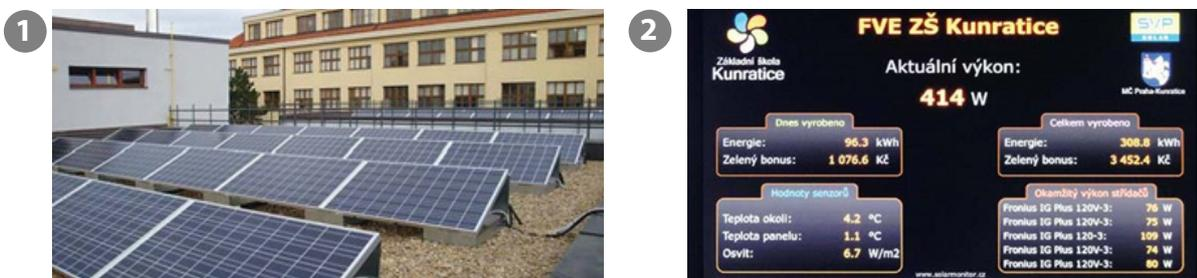 1
2
Základní škola
Kunratice
FVE ZŠ Kunratice
Aktuální výkon:
414 W
SVP
SOLAR
MČ Praha-Kunratice
Dnes vyrobeno
Energie: 96.3 kWh
Zelený bonus: 1 076.6 Kč
Celkem vyrobeno
Energie: 308.8 kWh
Zelený bonus: 3 452.4 Kč
Hodnoty senzorů
Teplota okolí: 4.2 °C
Teplota panelu: 1.1 °C
Osvit: 6.7 W/m2
Okamžitý výkon střídačů
Fronius IG Plus 120V-3: 76 W
Fronius IG Plus 120V-3: 75 W
Fronius IG Plus 120-3: 109 W
Fronius IG Plus 120V-3: 74 W
Fronius IG Plus 120V-3: 80 W
www.solarmonitor.cz